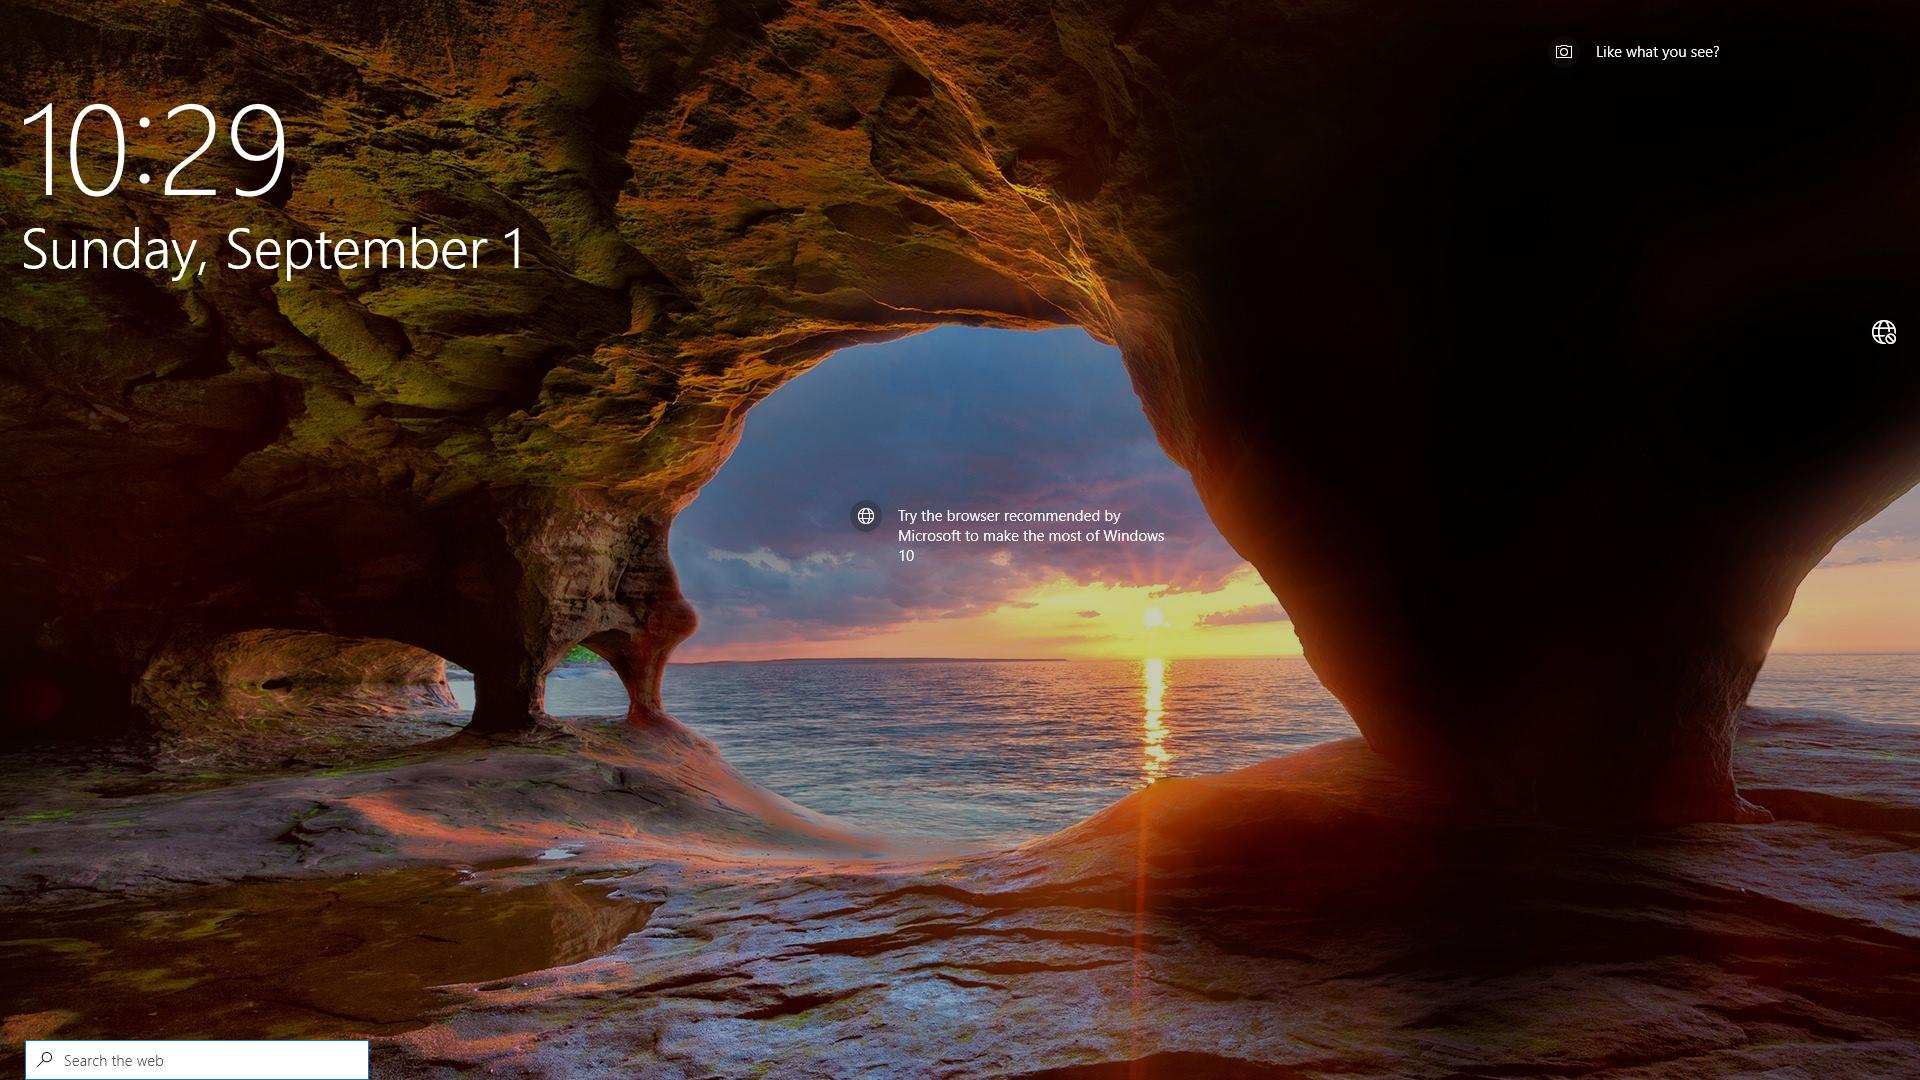 Like what you see?
10:29
Sunday, September 1
Try the browser recommended by
Microsoft to make the most of Windows
10
Search the web